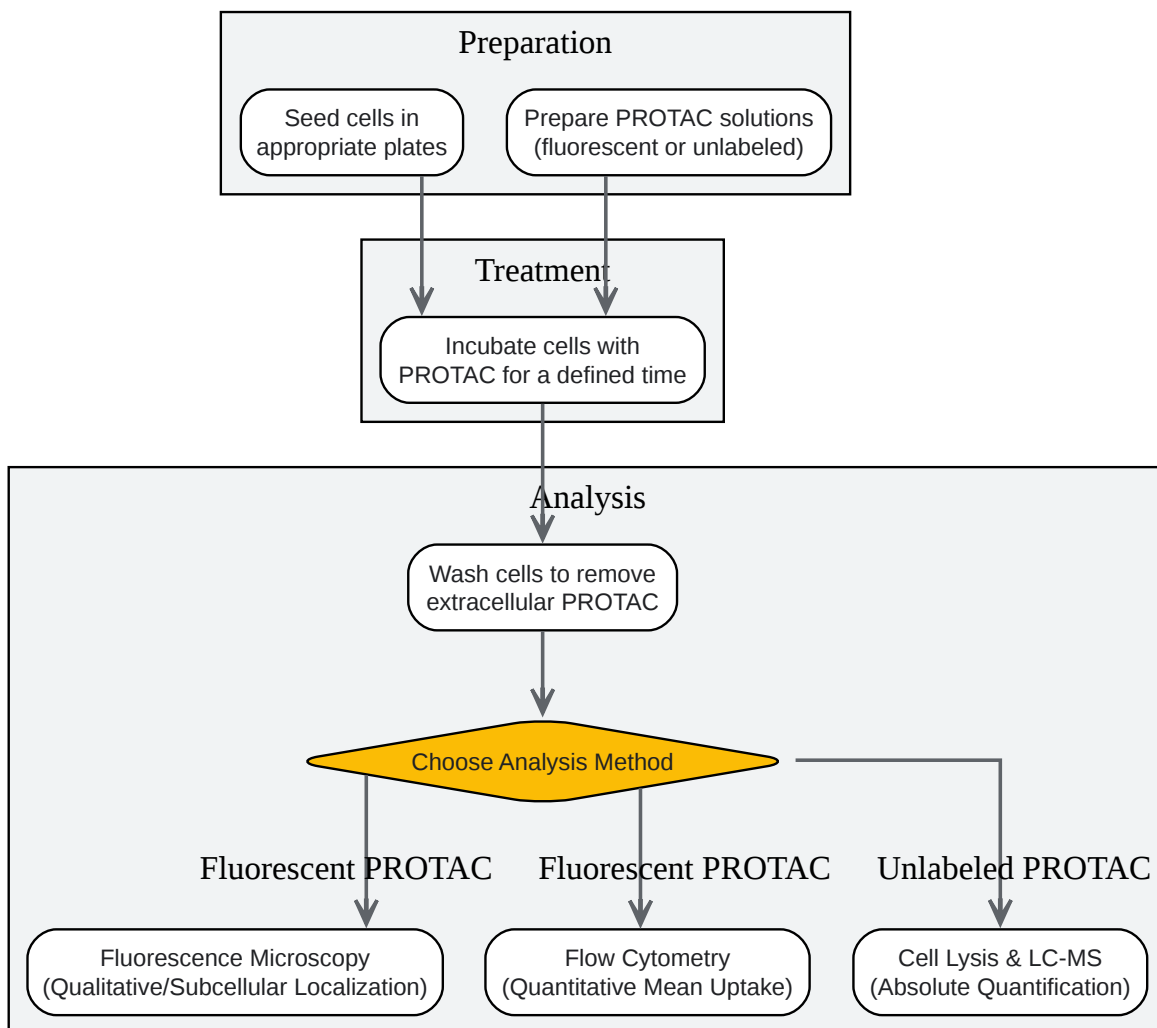 Preparation
Seed cells in
appropriate plates
Prepare PROTAC solutions
(fluorescent or unlabeled)
Treatment
Incubate cells with
PROTAC for a defined time
Analysis
Wash cells to remove
extracellular PROTAC
Choose Analysis Method
Fluorescent PROTAC
Fluorescent PROTAC
Unlabeled PROTAC
Fluorescence Microscopy
(Qualitative/Subcellular Localization)
Flow Cytometry
(Quantitative Mean Uptake)
Cell Lysis & LC-MS
(Absolute Quantification)